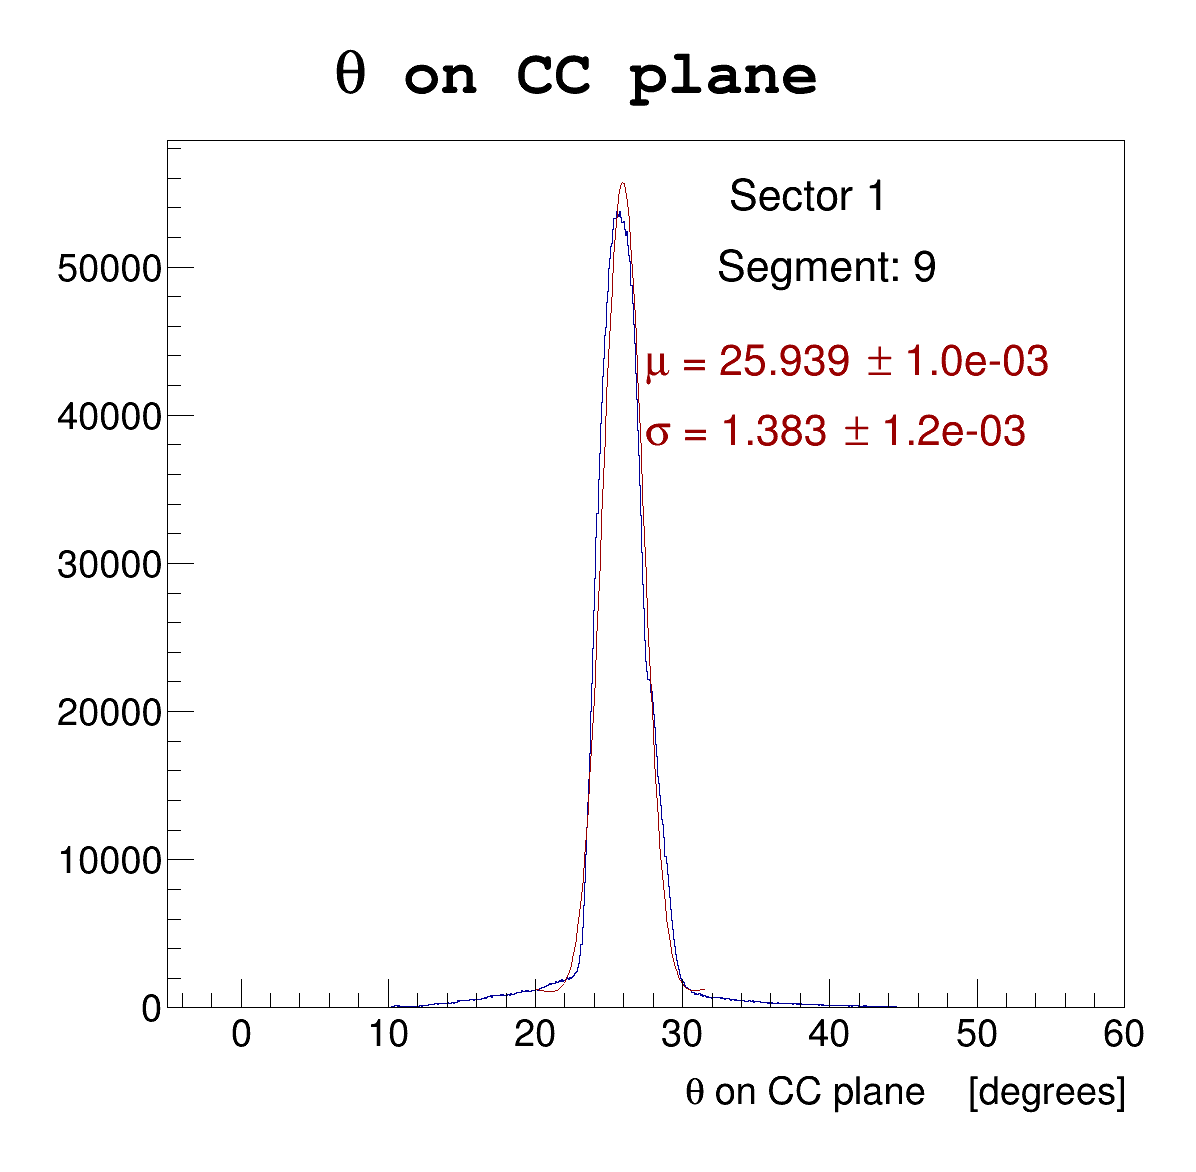 θ on CC plane
Sector 1
Segment: 9
μ = 25.939 ± 1.0e-03
σ = 1.383 ± 1.2e-03
50000
40000
30000
20000
10000
0
0 10 20 30 40 50 60
θ on CC plane [degrees]